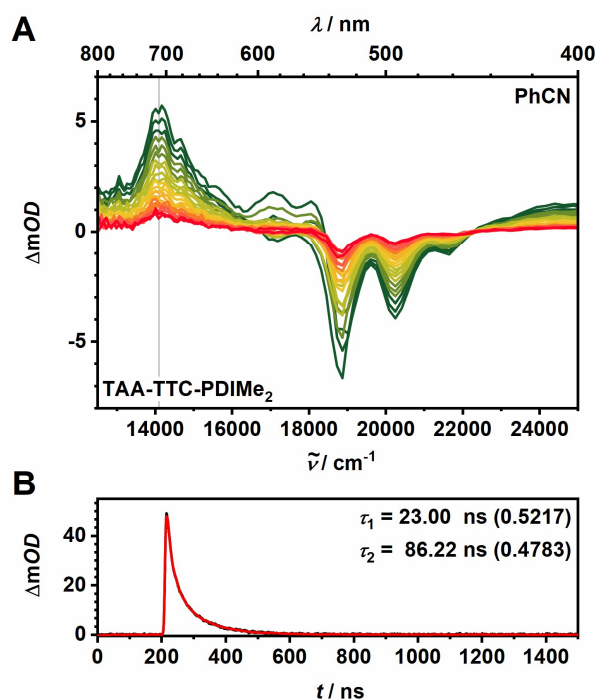 A
λ / nm
800 700 600 500 400
PhCN
5
0
-5
ΔmOD
TAA-TTC-PDIMe₂
14000 16000 18000 20000 22000 24000
ṽ / cm⁻¹
B
τ₁ = 23.00 ns (0.5217)
τ₂ = 86.22 ns (0.4783)
40
20
0
ΔmOD
0 200 400 600 800 1000 1200 1400
t / ns